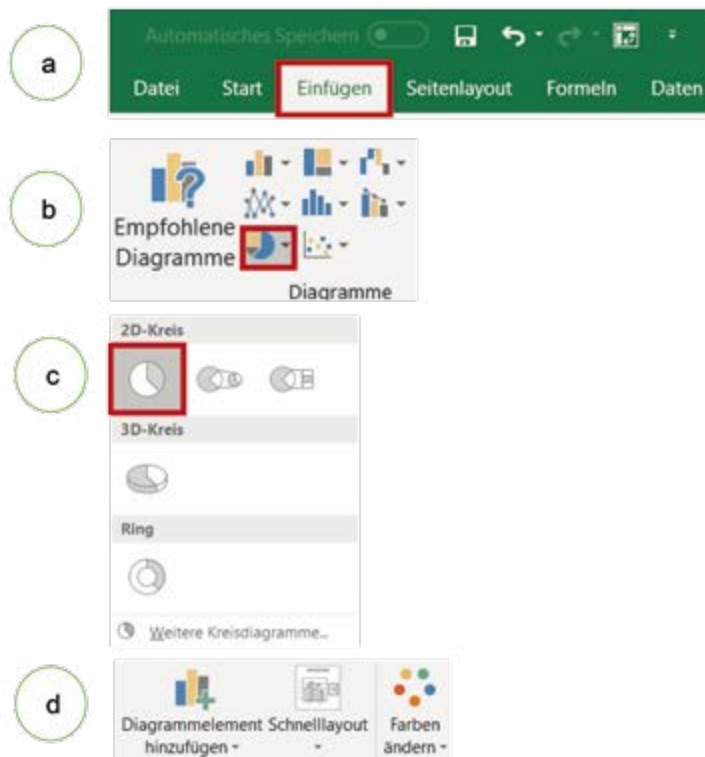 a
Automatisches Speichern
Datei Start Einfügen Seitenlayout Formeln Daten
b
Empfohlene
Diagramme
Diagramme
c
2D-Kreis
3D-Kreis
Ring
Weitere Kreisdiagramme...
d
Diagrammelement Schnelllayout Farben
hinzufügen ändern